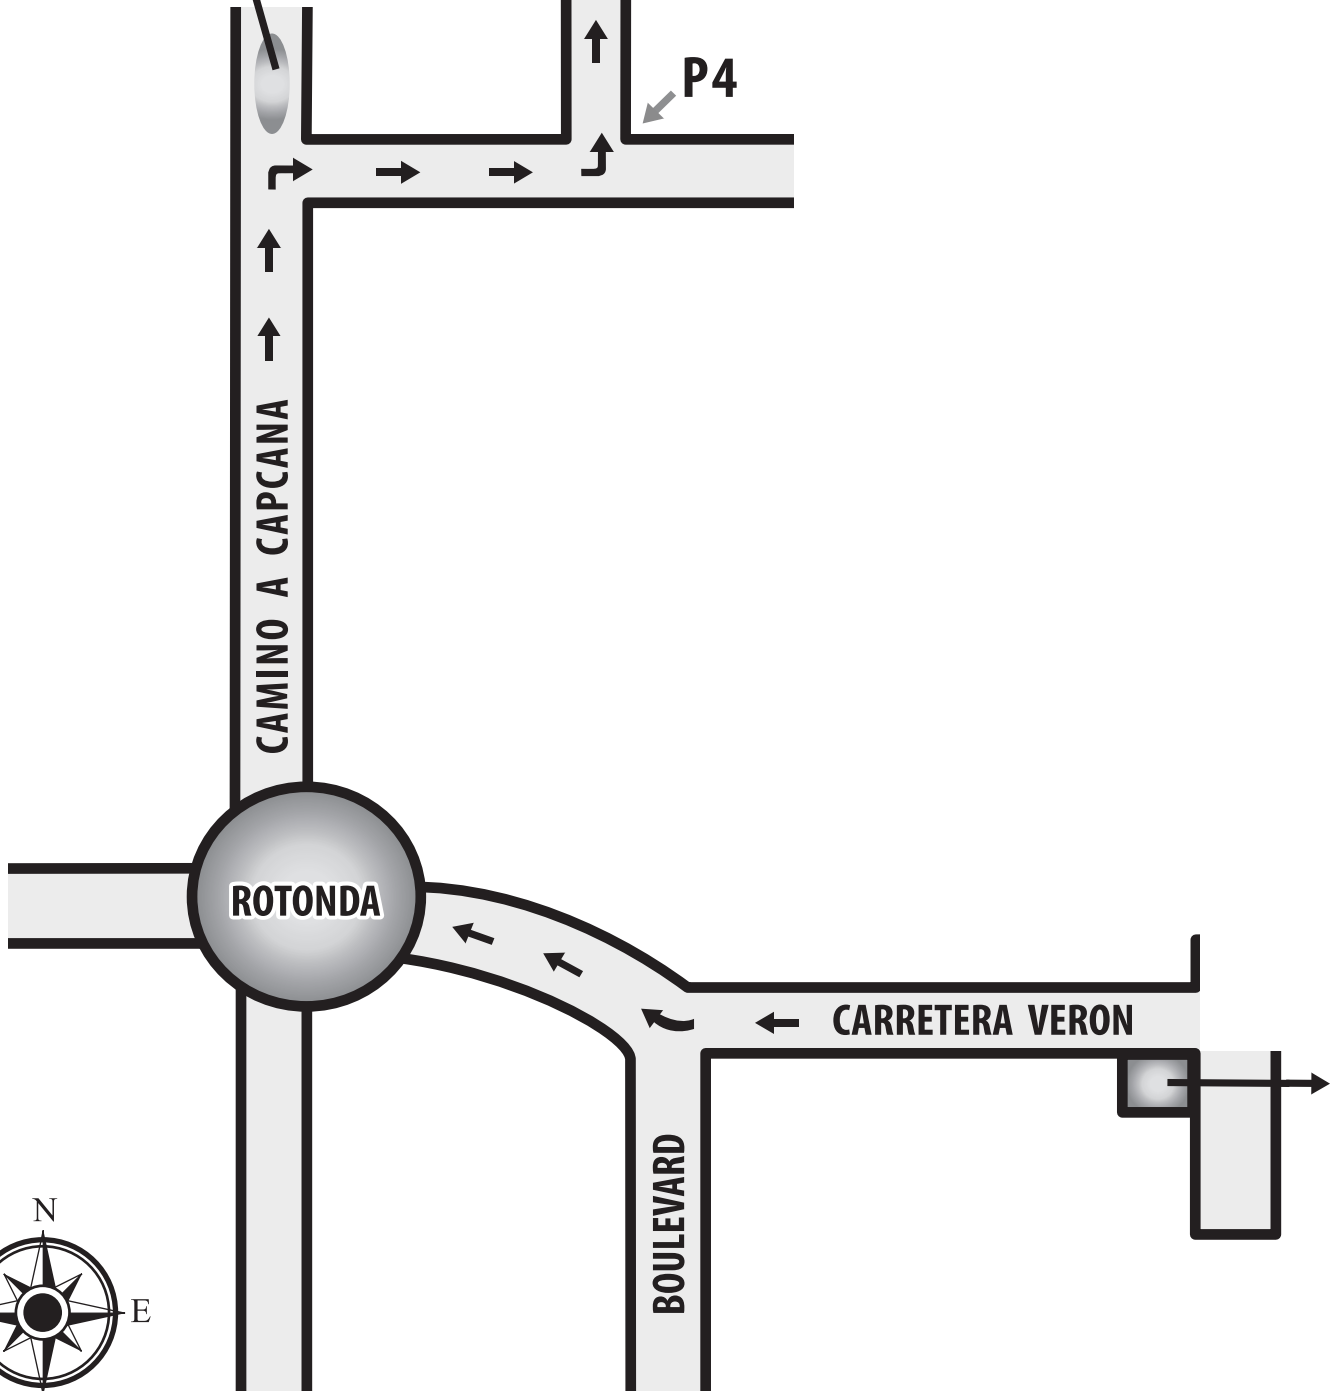 P4
CAMINO A CAPCANA
ROTONDA
CARRETERA VERON
BOULEVARD
N
E